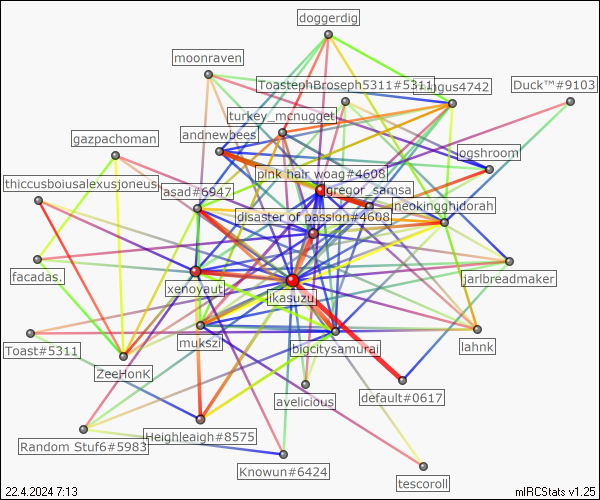 doggerdig
moonraven
ToastephBroseph5311#5311
Duck™#9103
turkey_mcnugget
andnewbees
gazpachoman
ogshroom
pink hair woag#4608
thiccusboiusalexusjoneus
asad#6947
gregor_samsa
neokingghidorah
disaster of passion#4608
facadas.
xenoyaut
jarlbreadmaker
ikasuzu
mukszi
bigcitysamurai
lahnk
Toast#5311
ZeeHonK
avelicious
default#0617
Random Stuf6#5983
Heighleigh#8575
Knowun#6424
tescoroll
22.4.2024 7:13
mIRCStats v1.25